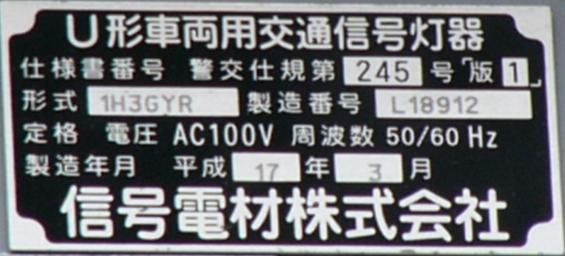 U形車両用交通信号灯器
仕様書番号 警交仕規第 245 号「版1」
形式 1H3GYR 製造番号 L18912
定格 電圧 AC100V 周波数 50/60 Hz
製造年月 平成 17 年 3 月
信号電材株式会社